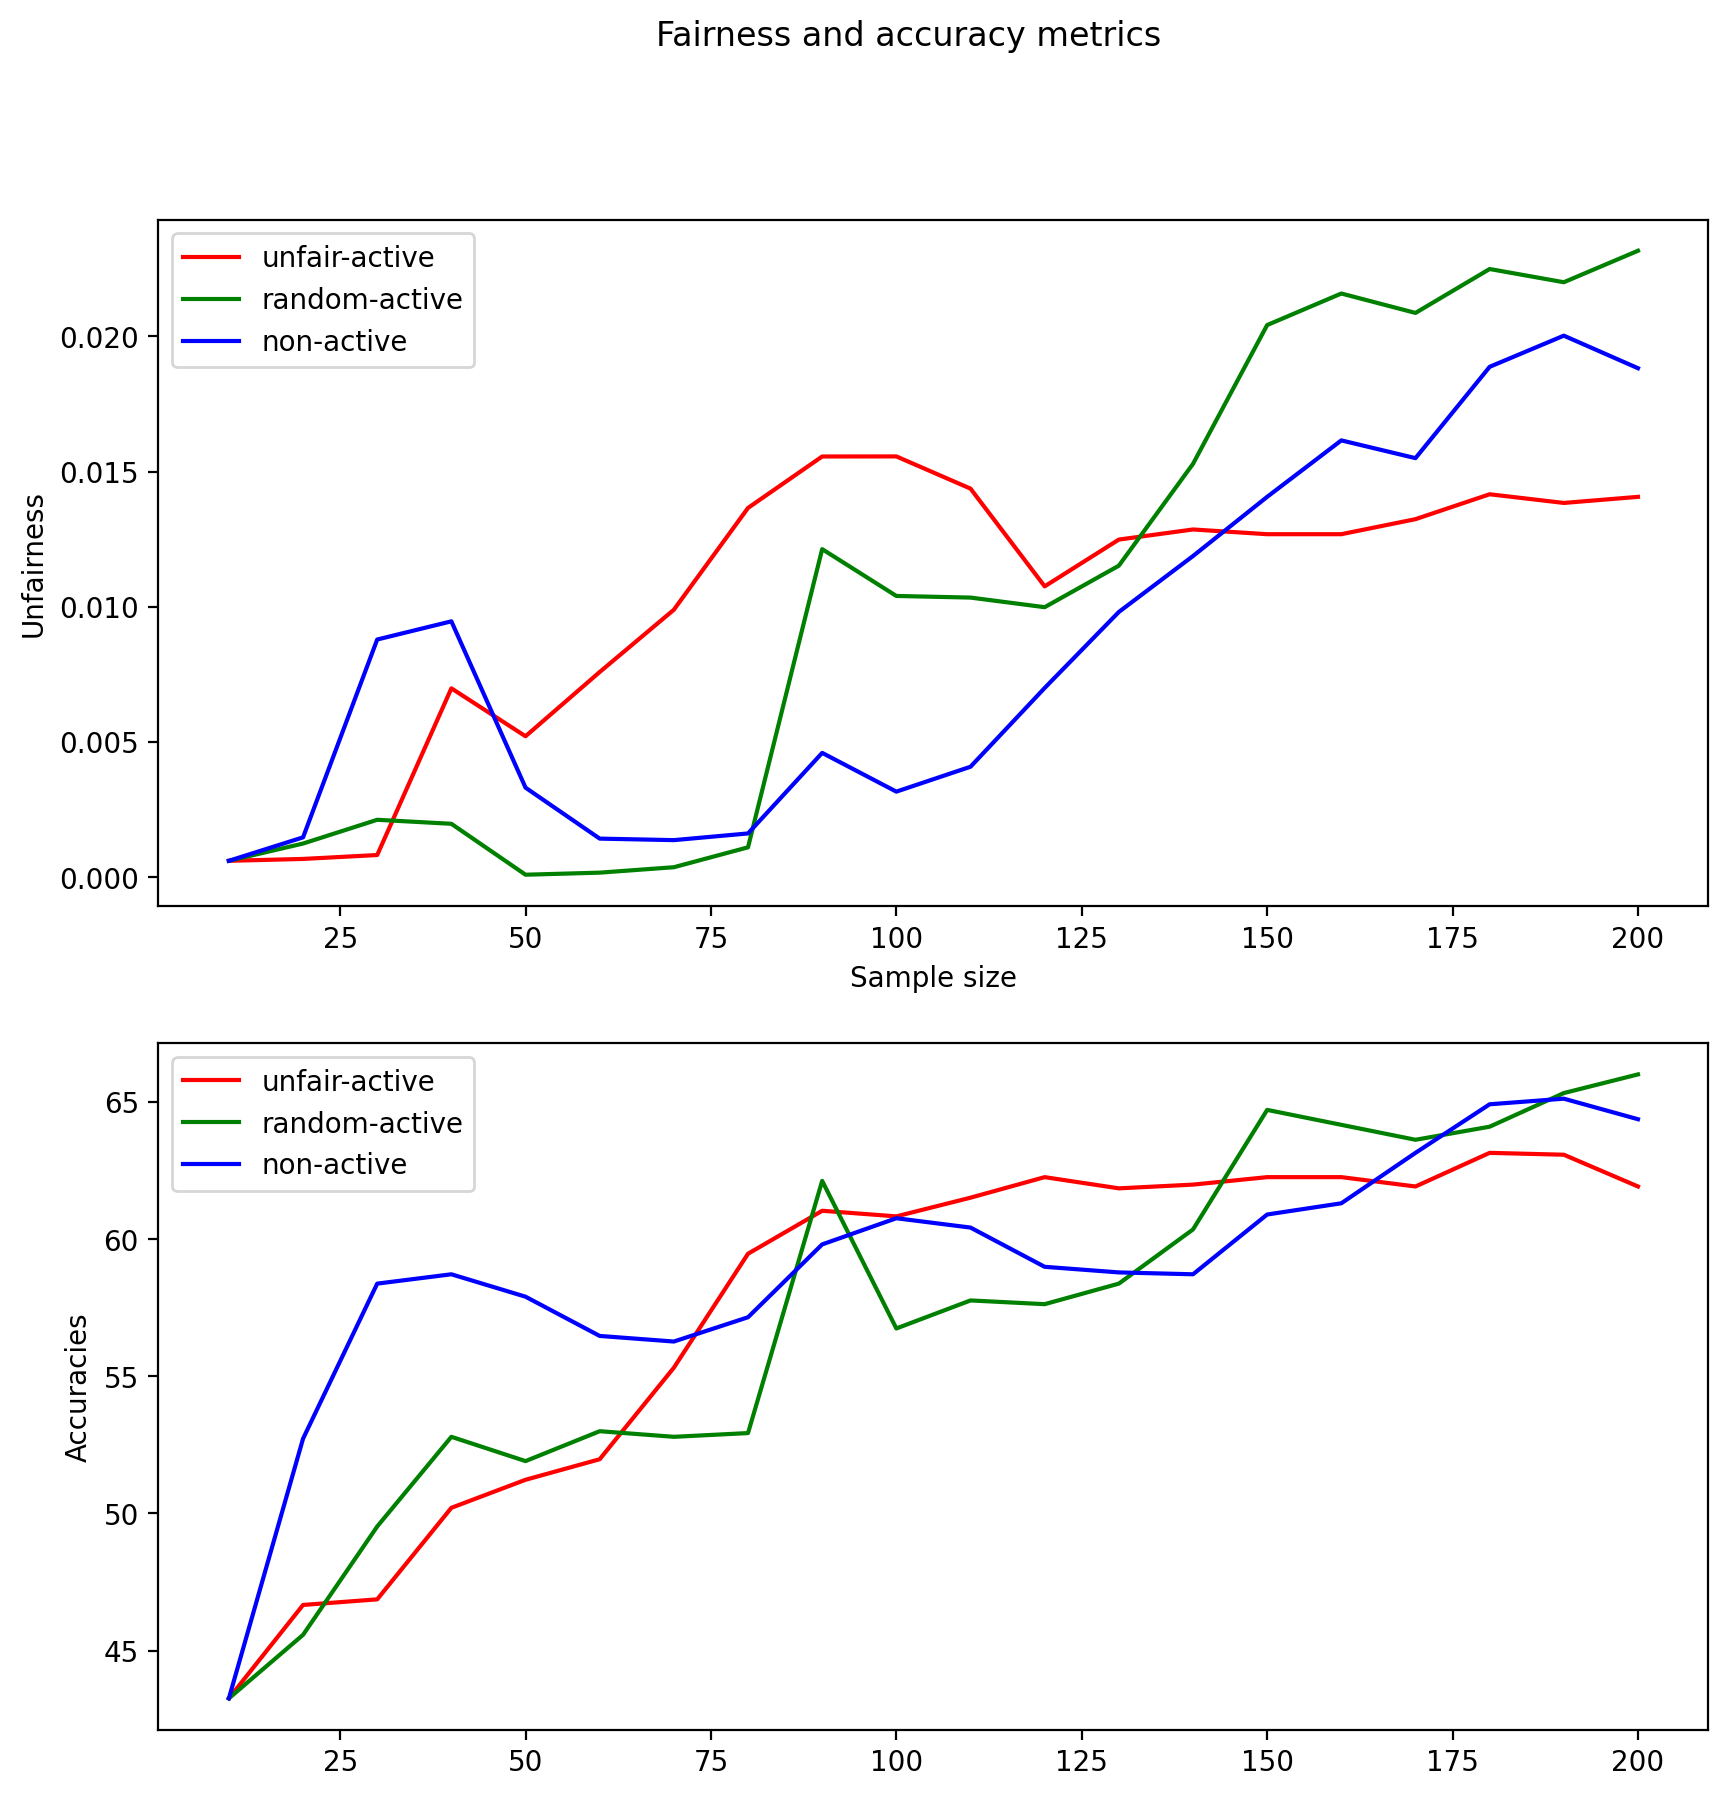 Fairness and accuracy metrics
unfair-active
random-active
non-active
Unfairness
0.020
0.015
0.010
0.005
0.000
25 50 75 100 125 150 175 200
Sample size
unfair-active
random-active
non-active
Accuracies
65
60
55
50
45
25 50 75 100 125 150 175 200